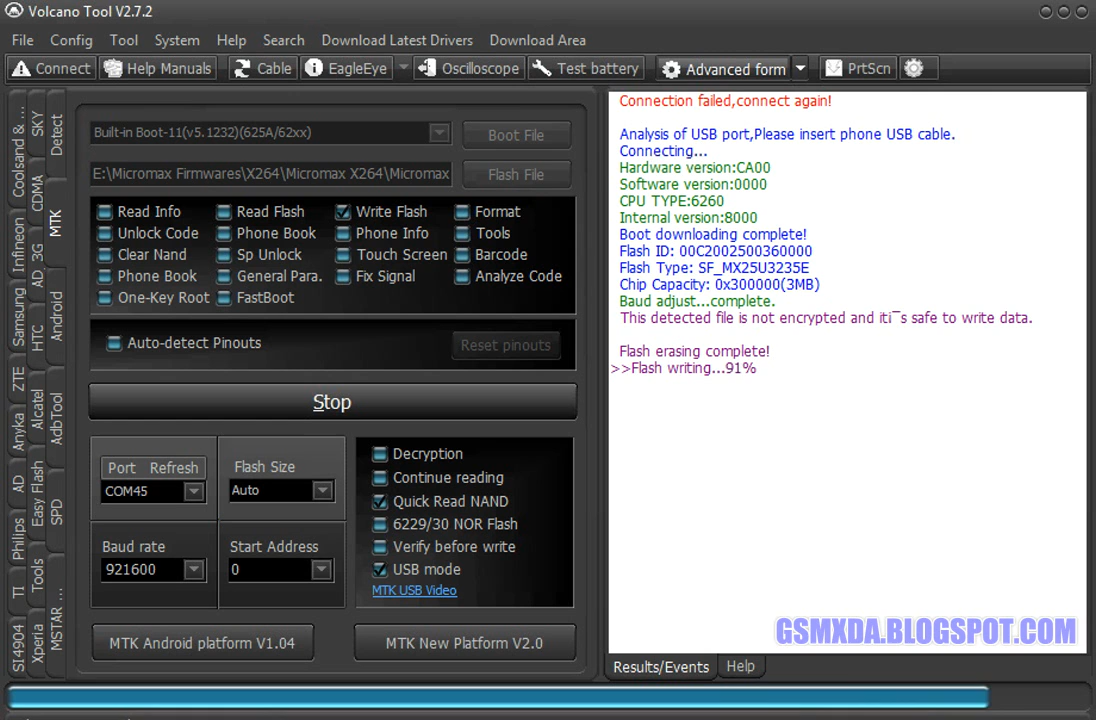 Volcano Tool V2.7.2
File Config Tool System Help Search Download Latest Drivers Download Area
Connect Help Manuals Cable EagleEye Oscilloscope Test battery Advanced form PrtScn
Coolsand & ...
Infineon
Samsung
ZTE
Anyka
AD
Philips
TI
SI4904
SKY
CDMA
AD 3G
HTC
Alcatel
Easy Flash
Tools
Xperia
Detect
MTK
Android
AdbTool
SPD
MSTAR ...
Built-in Boot-11(v5.1232)(625A/62xx) Boot File
E:\Micromax Firmwares\X264\Micromax X264\Micromax Flash File
Read Info Read Flash Write Flash Format
Unlock Code Phone Book Phone Info Tools
Clear Nand Sp Unlock Touch Screen Barcode
Phone Book General Para. Fix Signal Analyze Code
One-Key Root FastBoot
Auto-detect Pinouts Reset pinouts
Stop
Port Refresh
COM45
Flash Size
Auto
Baud rate
921600
Start Address
0
Decryption
Continue reading
Quick Read NAND
6229/30 NOR Flash
Verify before write
USB mode
MTK USB Video
MTK Android platform V1.04 MTK New Platform V2.0
Connection failed,connect again!
Analysis of USB port,Please insert phone USB cable.
Connecting...
Hardware version:CA00
Software version:0000
CPU TYPE:6260
Internal version:8000
Boot downloading complete!
Flash ID: 00C2002500360000
Flash Type: SF_MX25U3235E
Chip Capacity: 0x300000(3MB)
Baud adjust...complete.
This detected file is not encrypted and iti¯s safe to write data.
Flash erasing complete!
>>Flash writing...91%
GSMXDA.BLOGSPOT.COM
Results/Events Help